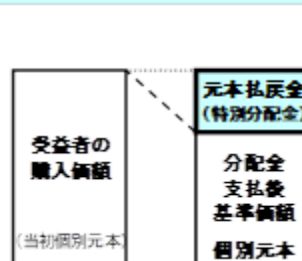 受益者の
購入価額
(当初個別元本)
元本払戻金
(特別分配金)
分配金
支払後
基準価額
個別元本